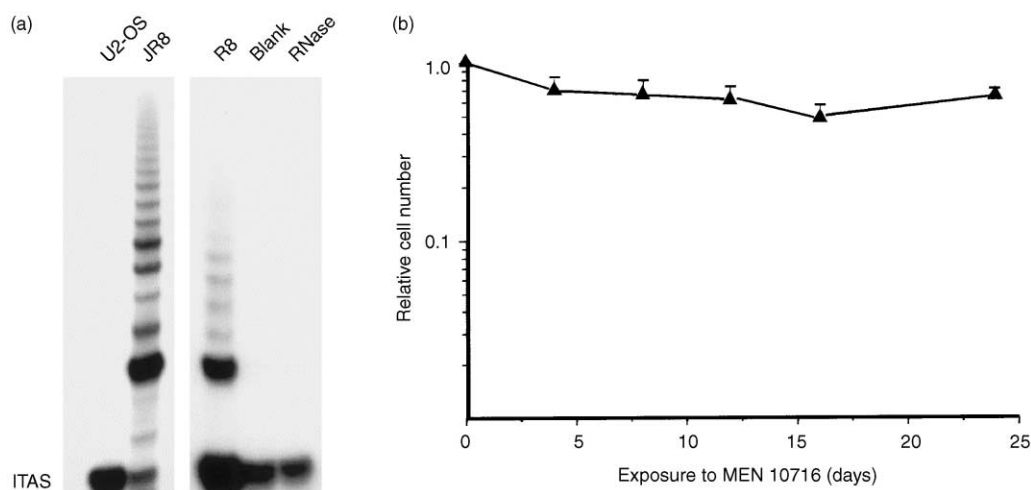 (a)
U2-OS
JR8
R8
Blank
RNase
ITAS
(b)
1.0
0.1
Relative cell number
0
5
10
15
20
25
Exposure to MEN 10716 (days)